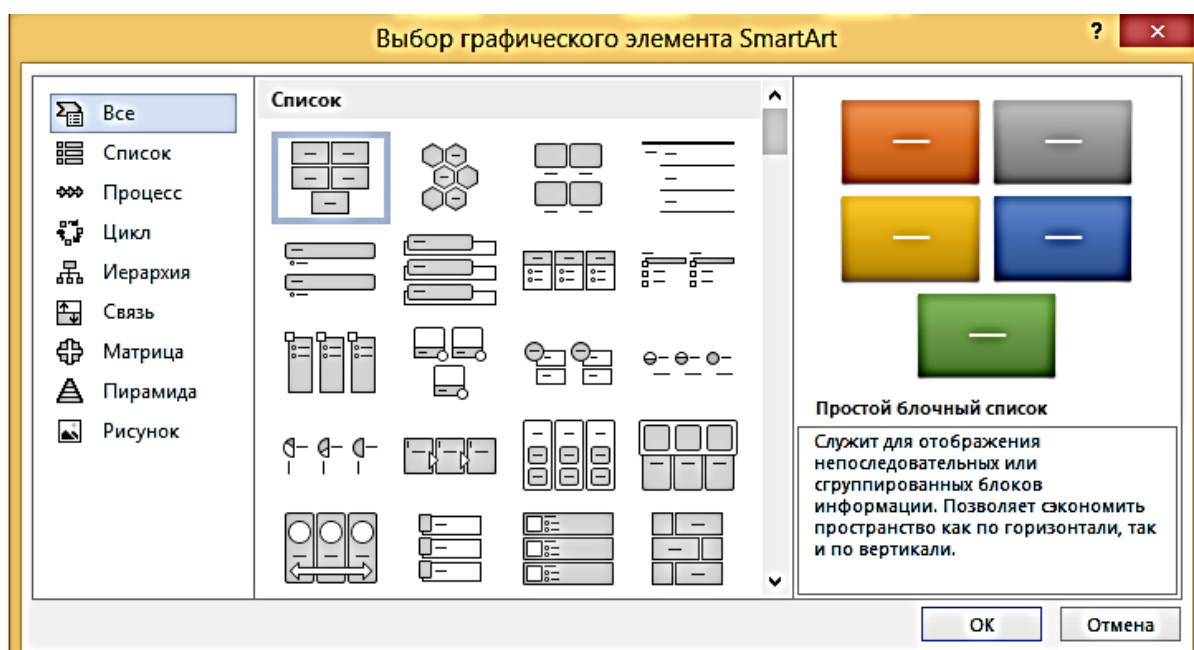 Выбор графического элемента SmartArt
?
×
Все
Список
Процесс
Цикл
Иерархия
Связь
Матрица
Пирамида
Рисунок
Список
Простой блочный список
Служит для отображения
непоследовательных или
сгруппированных блоков
информации. Позволяет сэкономить
пространство как по горизонтали, так
и по вертикали.
ОК
Отмена